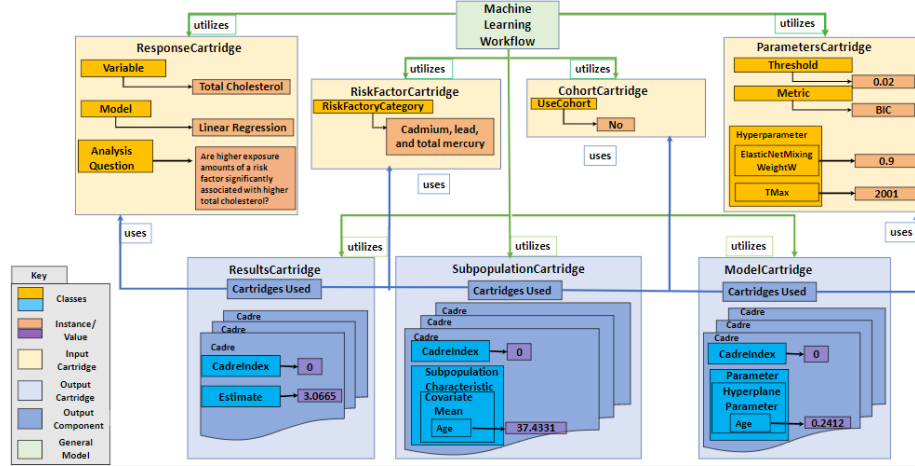 Machine
Learning
Workflow
utilizes
utilizes
ResponseCartridge
Variable
Total Cholesterol
Model
Linear Regression
Analysis
Question
Are higher exposure
amounts of a risk
factor significantly
associated with higher
total cholesterol?
utilizes
RiskFactorCartridge
RiskFactoryCategory
Cadmium, lead,
and total mercury
utilizes
CohortCartridge
UseCohort
No
ParametersCartridge
Threshold
0.02
Metric
BIC
Hyperparameter
ElasticNetMixing
WeightW
0.9
TMax
2001
uses
uses
uses
uses
utilizes
utilizes
utilizes
Key
Classes
Instance/
Value
Input
Cartridge
Output
Cartridge
Output
Component
General
Model
ResultsCartridge
Cartridges Used
Cadre
Cadre
Cadre
CadreIndex
0
Estimate
3.0665
SubpopulationCartridge
Cartridges Used
Cadre
Cadre
Cadre
CadreIndex
0
Subpopulation
Characteristic
Covariate
Mean
Age
37.4331
ModelCartridge
Cartridges Used
Cadre
Cadre
Cadre
CadreIndex
0
Parameter
Hyperplane
Parameter
Age
0.2412